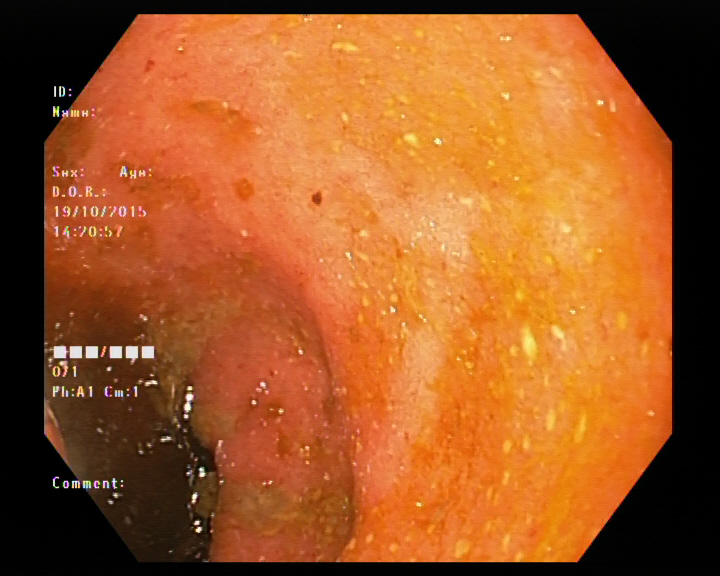 ID:
Name:
Sex: Age:
D.O.B.:
19/10/2015
14:20:57
■■■/■■■
0/1
Ph:A1 Cm:1
Comment: